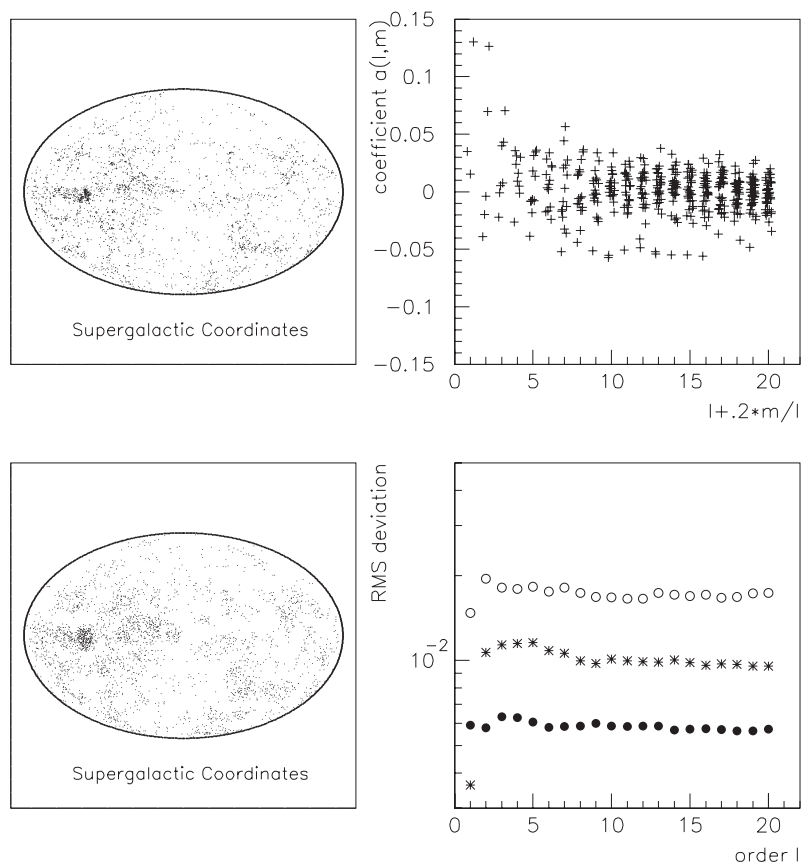 Supergalactic Coordinates
coefficient a(l,m)
0.15
0.1
0.05
0
−0.05
−0.1
−0.15
0 5 10 15 20
l+.2*m/l
Supergalactic Coordinates
RMS deviation
10^-2
0 5 10 15 20
order l